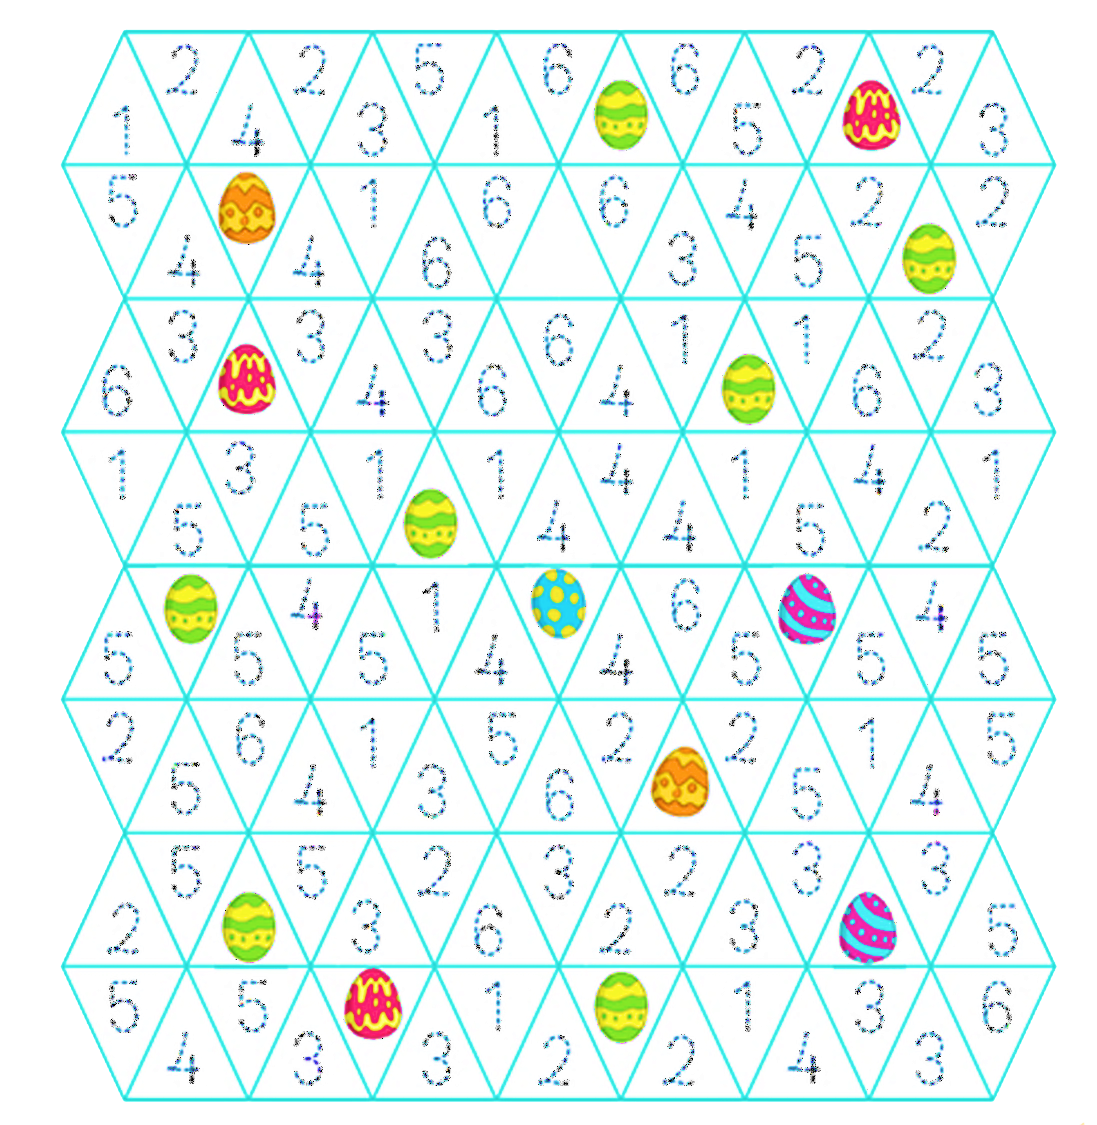 1 2 4 2 3 5 1 6 6 5 2 2 3
5 4 4 1 6 6 6 3 4 5 2 2
6 3 3 4 3 6 6 4 1 1 6 2 3
1 5 3 5 1 1 4 4 4 1 5 4 2 1
5 5 4 5 1 4 4 6 5 5 4 5
2 5 6 4 1 3 5 6 2 2 5 1 4 5
2 5 5 3 2 6 3 2 2 3 3 3 5
5 4 5 3 3 1 2 2 1 4 3 3 6